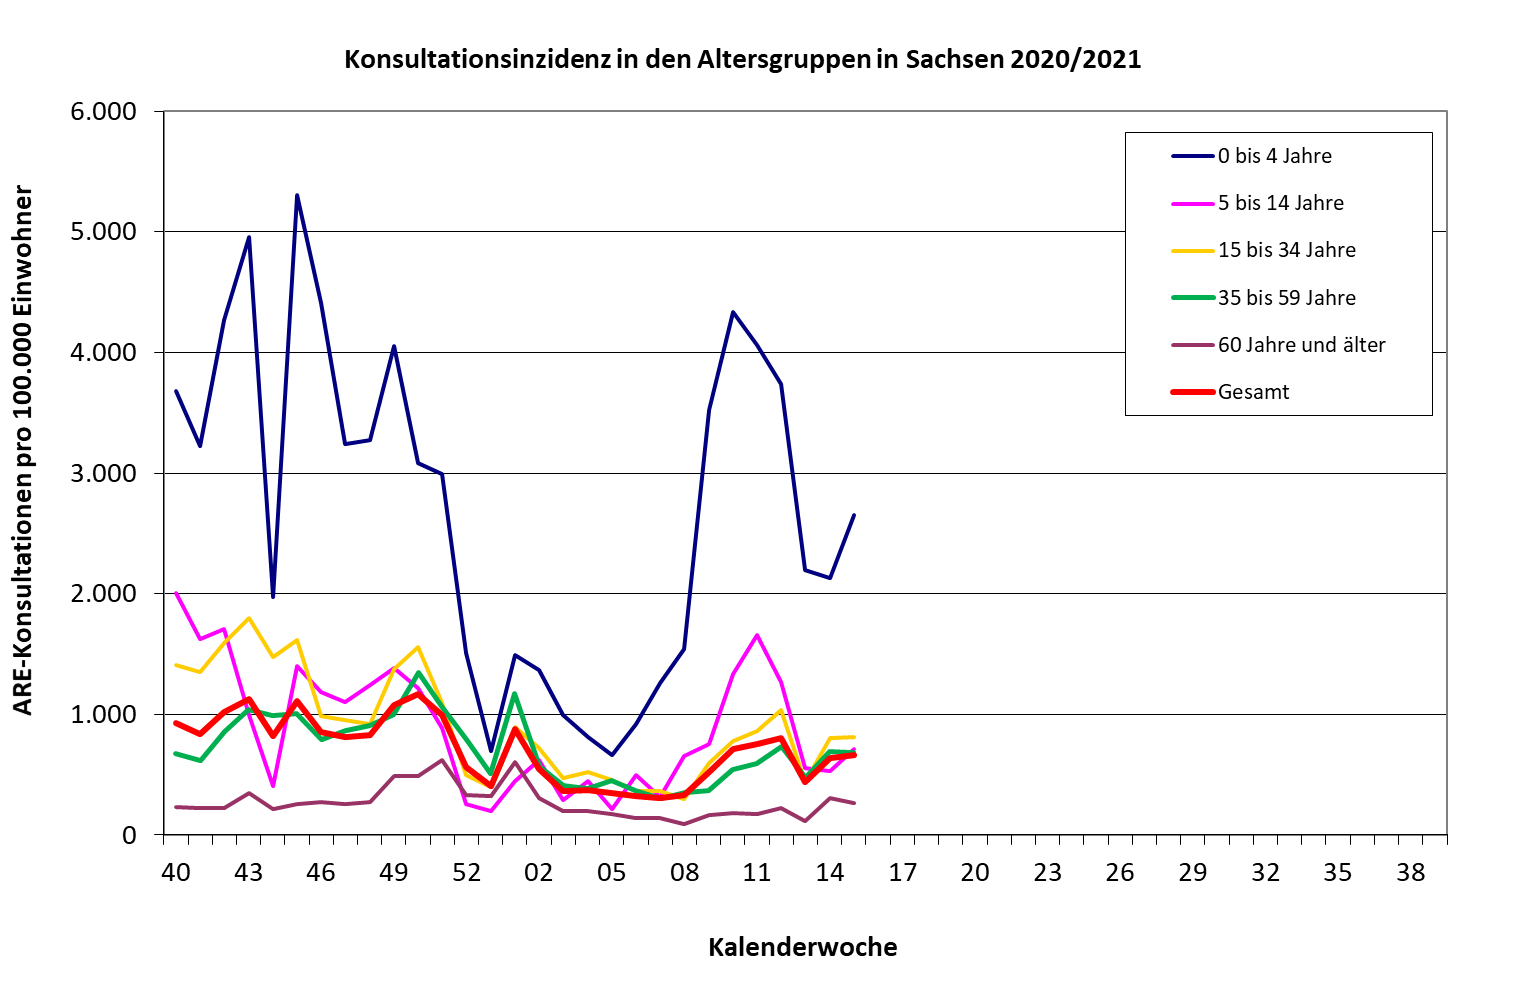 Konsultationsinzidenz in den Altersgruppen in Sachsen 2020/2021
ARE-Konsultationen pro 100.000 Einwohner
6.000
5.000
4.000
3.000
2.000
1.000
0
0 bis 4 Jahre
5 bis 14 Jahre
15 bis 34 Jahre
35 bis 59 Jahre
60 Jahre und älter
Gesamt
40 43 46 49 52 02 05 08 11 14 17 20 23 26 29 32 35 38
Kalenderwoche